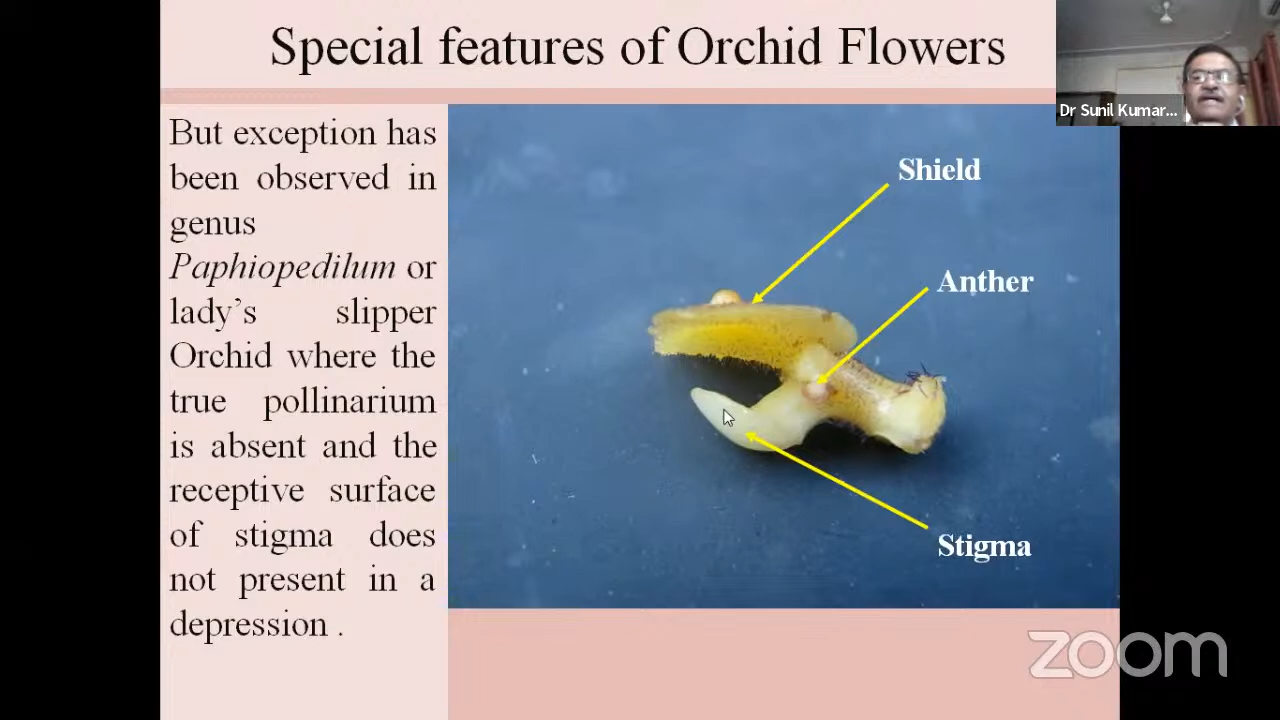 Special features of Orchid Flowers
Dr Sunil Kumar...
But exception has
been observed in
genus
Paphiopedilum or
lady’s slipper
Orchid where the
true pollinarium
is absent and the
receptive surface
of stigma does
not present in a
depression .
Shield
Anther
Stigma
zoom